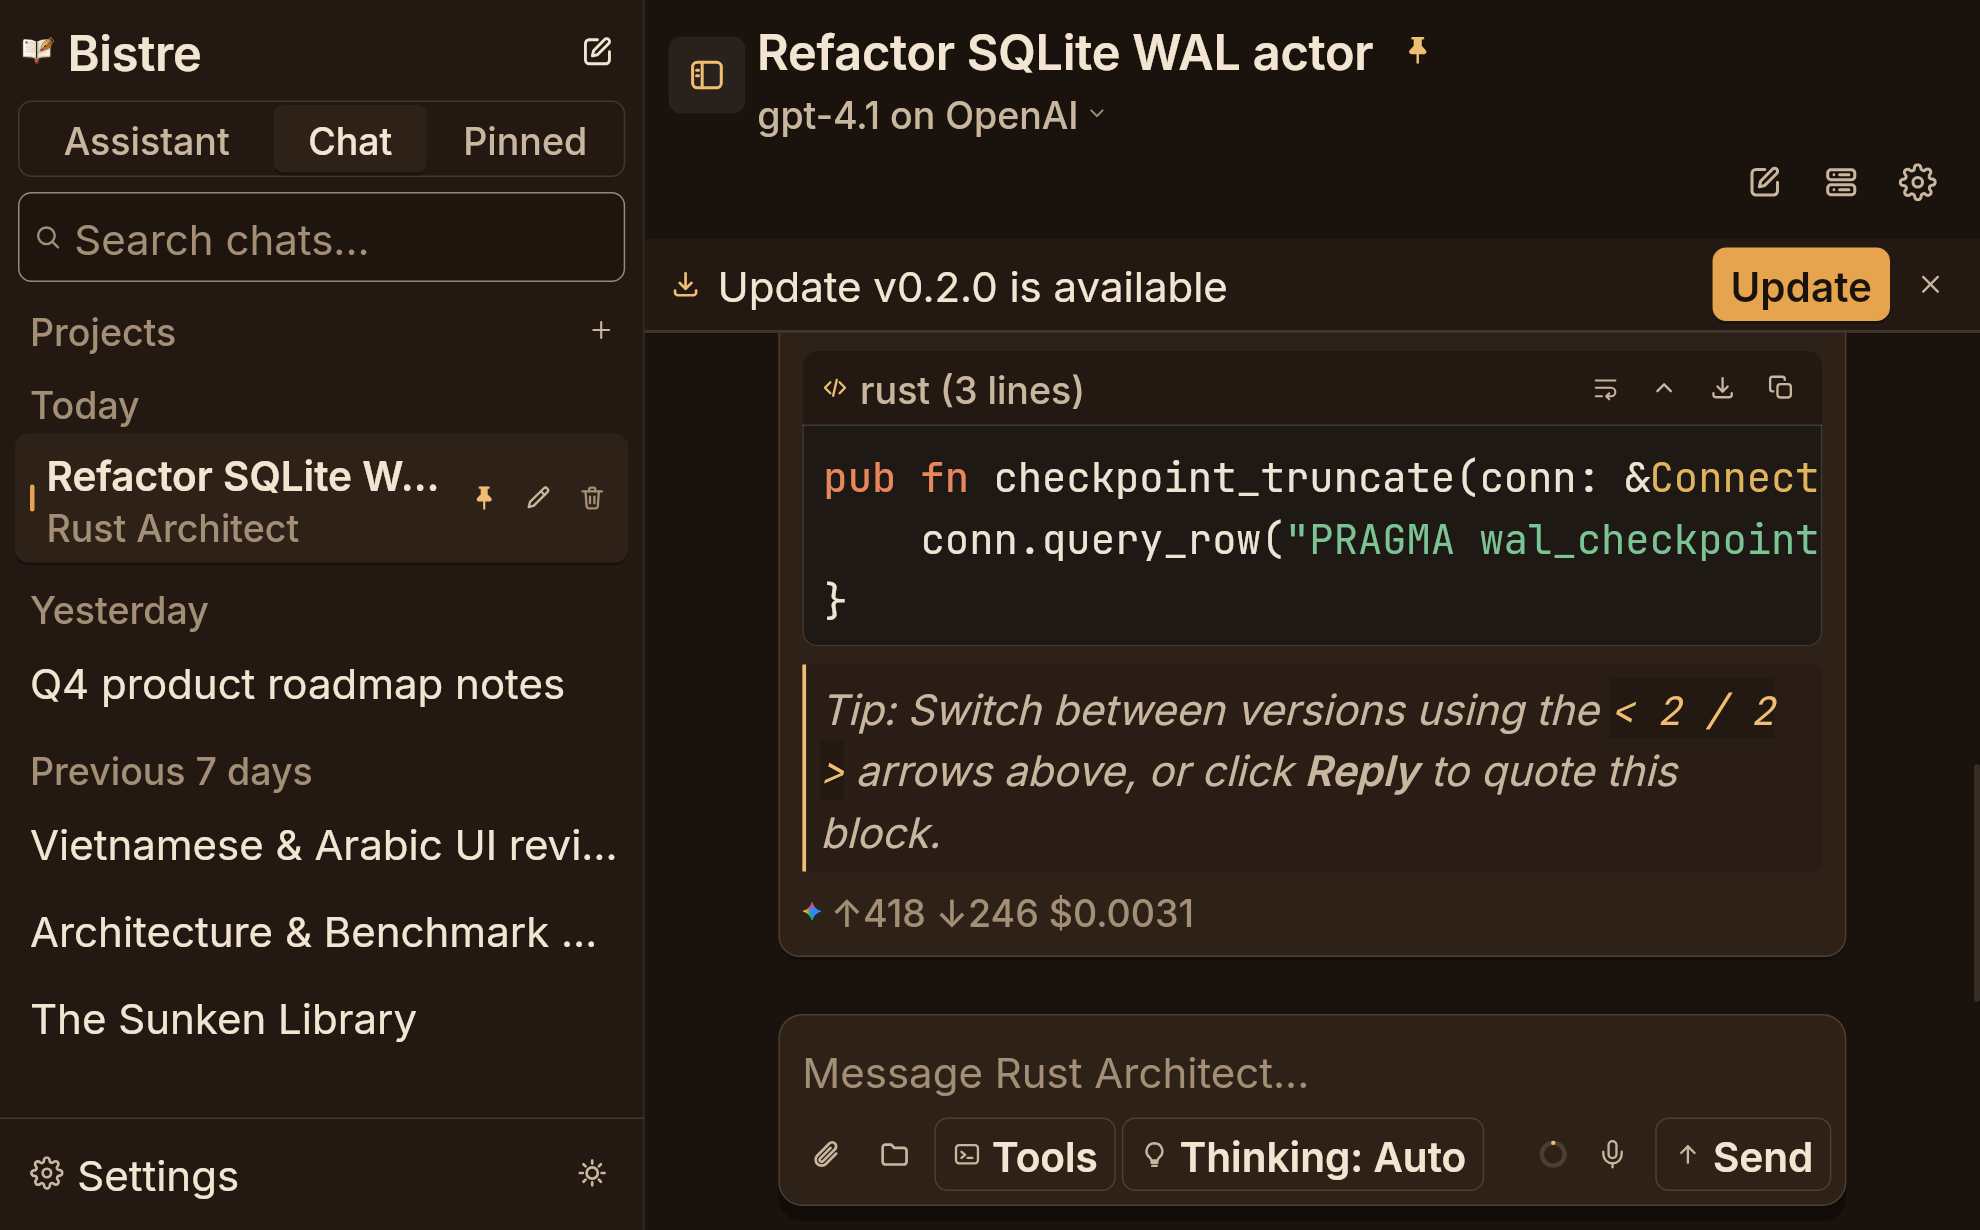 Bistre
Assistant Chat Pinned
Search chats...
Projects
Today
Refactor SQLite W...
Rust Architect
Yesterday
Q4 product roadmap notes
Previous 7 days
Vietnamese & Arabic UI revi...
Architecture & Benchmark ...
The Sunken Library
Settings
Refactor SQLite WAL actor
gpt-4.1 on OpenAI
Update v0.2.0 is available
Update
rust (3 lines)
pub fn checkpoint_truncate(conn: &Connect
    conn.query_row("PRAGMA wal_checkpoint
}
Tip: Switch between versions using the < 2 / 2
> arrows above, or click Reply to quote this
block.
↑418 ↓246 $0.0031
Message Rust Architect...
Tools Thinking: Auto Send